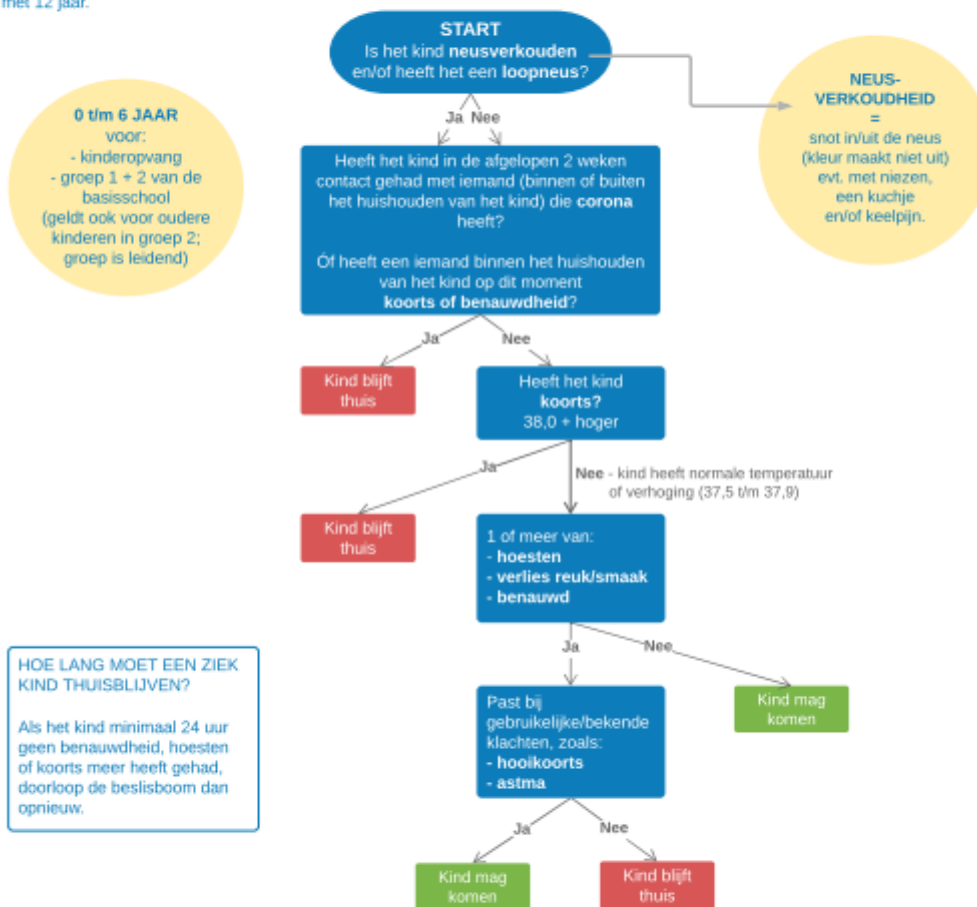 met 12 jaar.
START
Is het kind neusverkouden
en/of heeft het een loopneus?
NEUS-
VERKOUDHEID
=
snot in/uit de neus
(kleur maakt niet uit)
evt. met niezen,
een kuchje
en/of keelpijn.
0 t/m 6 JAAR
voor:
- kinderopvang
- groep 1 + 2 van de
basisschool
(geldt ook voor oudere
kinderen in groep 2;
groep is leidend)
Ja Nee
Heeft het kind in de afgelopen 2 weken
contact gehad met iemand (binnen of buiten
het huishouden van het kind) die corona
heeft?
Óf heeft een iemand binnen het huishouden
van het kind op dit moment
koorts of benauwdheid?
Ja Nee
Kind blijft
thuis
Heeft het kind
koorts?
38,0 + hoger
Ja
Nee - kind heeft normale temperatuur
of verhoging (37,5 t/m 37,9)
Kind blijft
thuis
1 of meer van:
- hoesten
- verlies reuk/smaak
- benauwd
Ja Nee
Kind mag
komen
Past bij
gebruikelijke/bekende
klachten, zoals:
- hooikoorts
- astma
Ja Nee
Kind mag
komen
Kind blijft
thuis
HOE LANG MOET EEN ZIEK
KIND THUISBLIJVEN?
Als het kind minimaal 24 uur
geen benauwdheid, hoesten
of koorts meer heeft gehad,
doorloop de beslisboom dan
opnieuw.